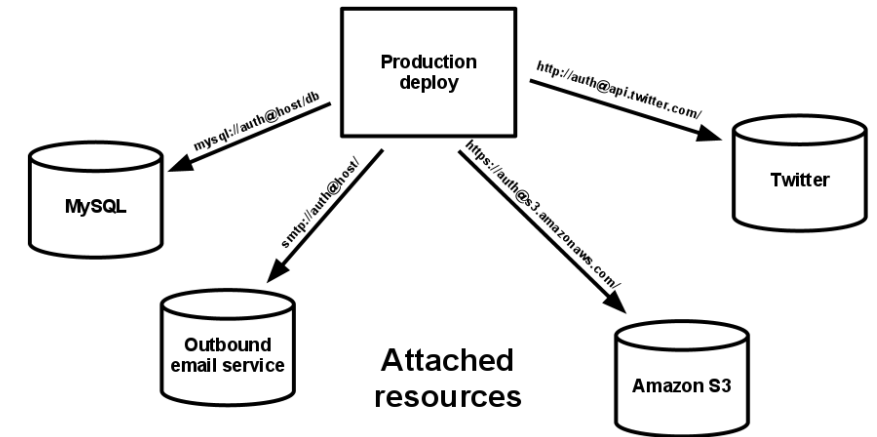 Production
deploy
mysql://auth@host/db
http://auth@api.twitter.com/
smtp://auth@host/
https://auth@s3.amazonaws.com/
MySQL
Twitter
Outbound
email service
Attached
resources
Amazon S3